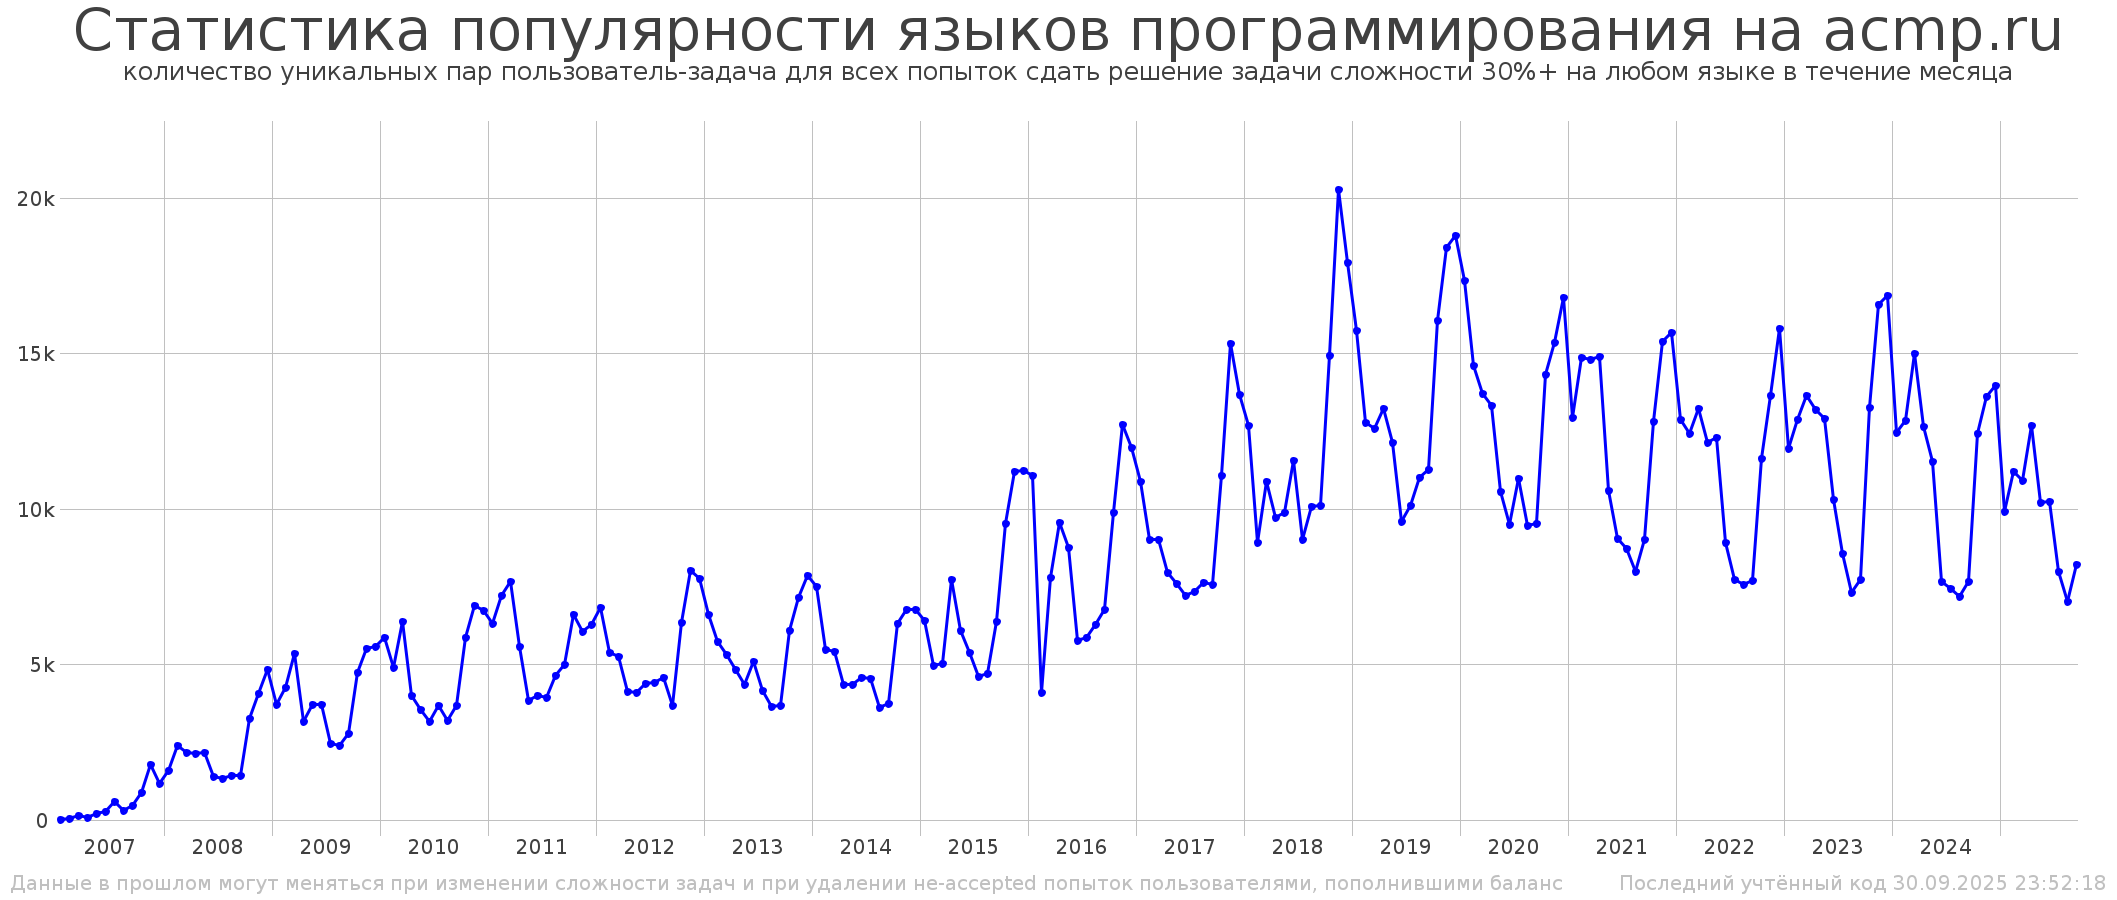 Статистика популярности языков программирования на acmp.ru
количество уникальных пар пользователь-задача для всех попыток сдать решение задачи сложности 30%+ на любом языке в течение месяца
20k
15k
10k
5k
0
2007 2008 2009 2010 2011 2012 2013 2014 2015 2016 2017 2018 2019 2020 2021 2022 2023 2024
Данные в прошлом могут меняться при изменении сложности задач и при удалении не-accepted попыток пользователями, пополнившими баланс Последний учтённый код 30.09.2025 23:52:18